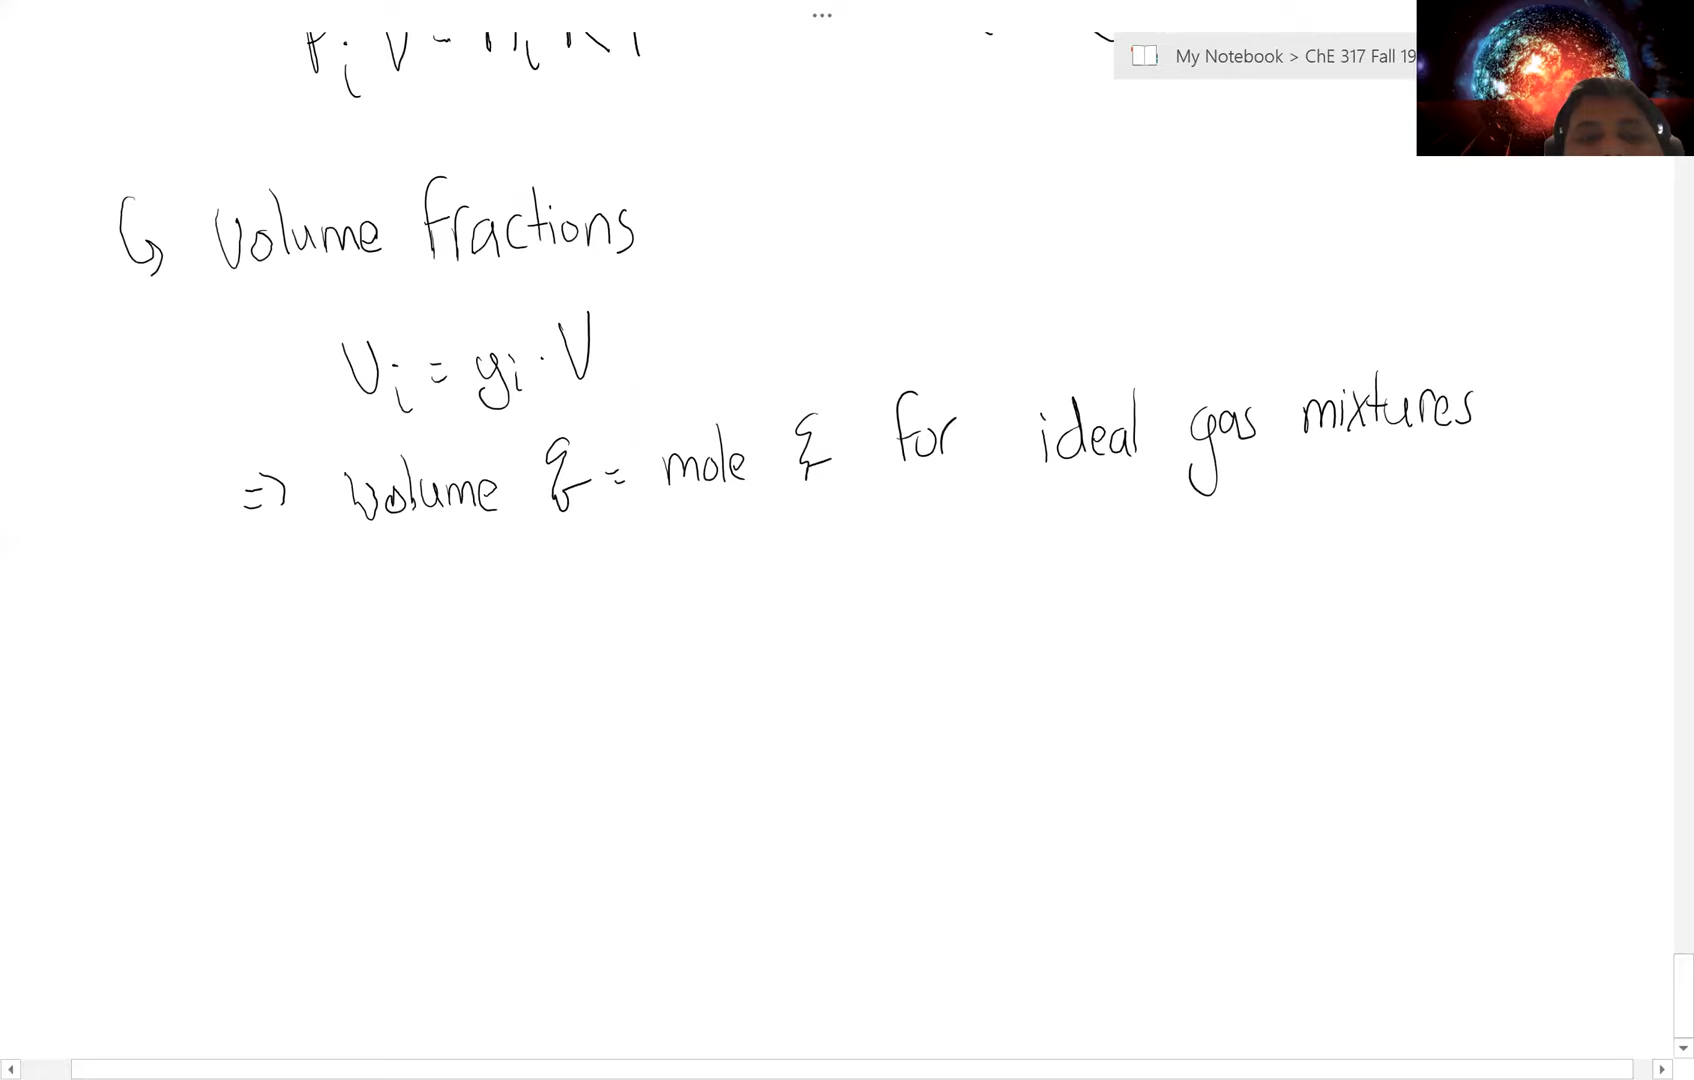 My Notebook > ChE 317 Fall 19
↳ Volume Fractions
Vi = yi · V
=> volume % = mole % for ideal gas mixtures